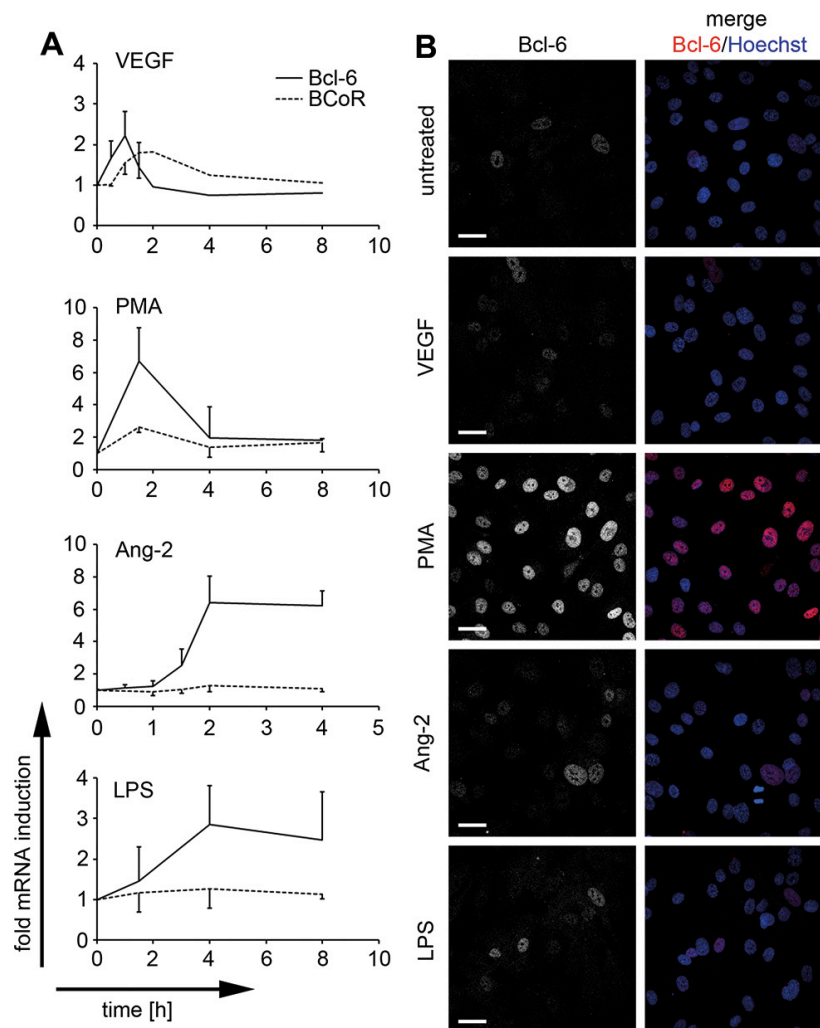 A
VEGF
Bcl-6
BCoR
4
3
2
1
0
0 2 4 6 8 10
PMA
10
8
6
4
2
0
0 2 4 6 8 10
Ang-2
10
8
6
4
2
0
0 1 2 3 4 5
LPS
4
3
2
1
0
0 2 4 6 8 10
fold mRNA induction
time [h]
B
Bcl-6
merge
Bcl-6/Hoechst
untreated
VEGF
PMA
Ang-2
LPS